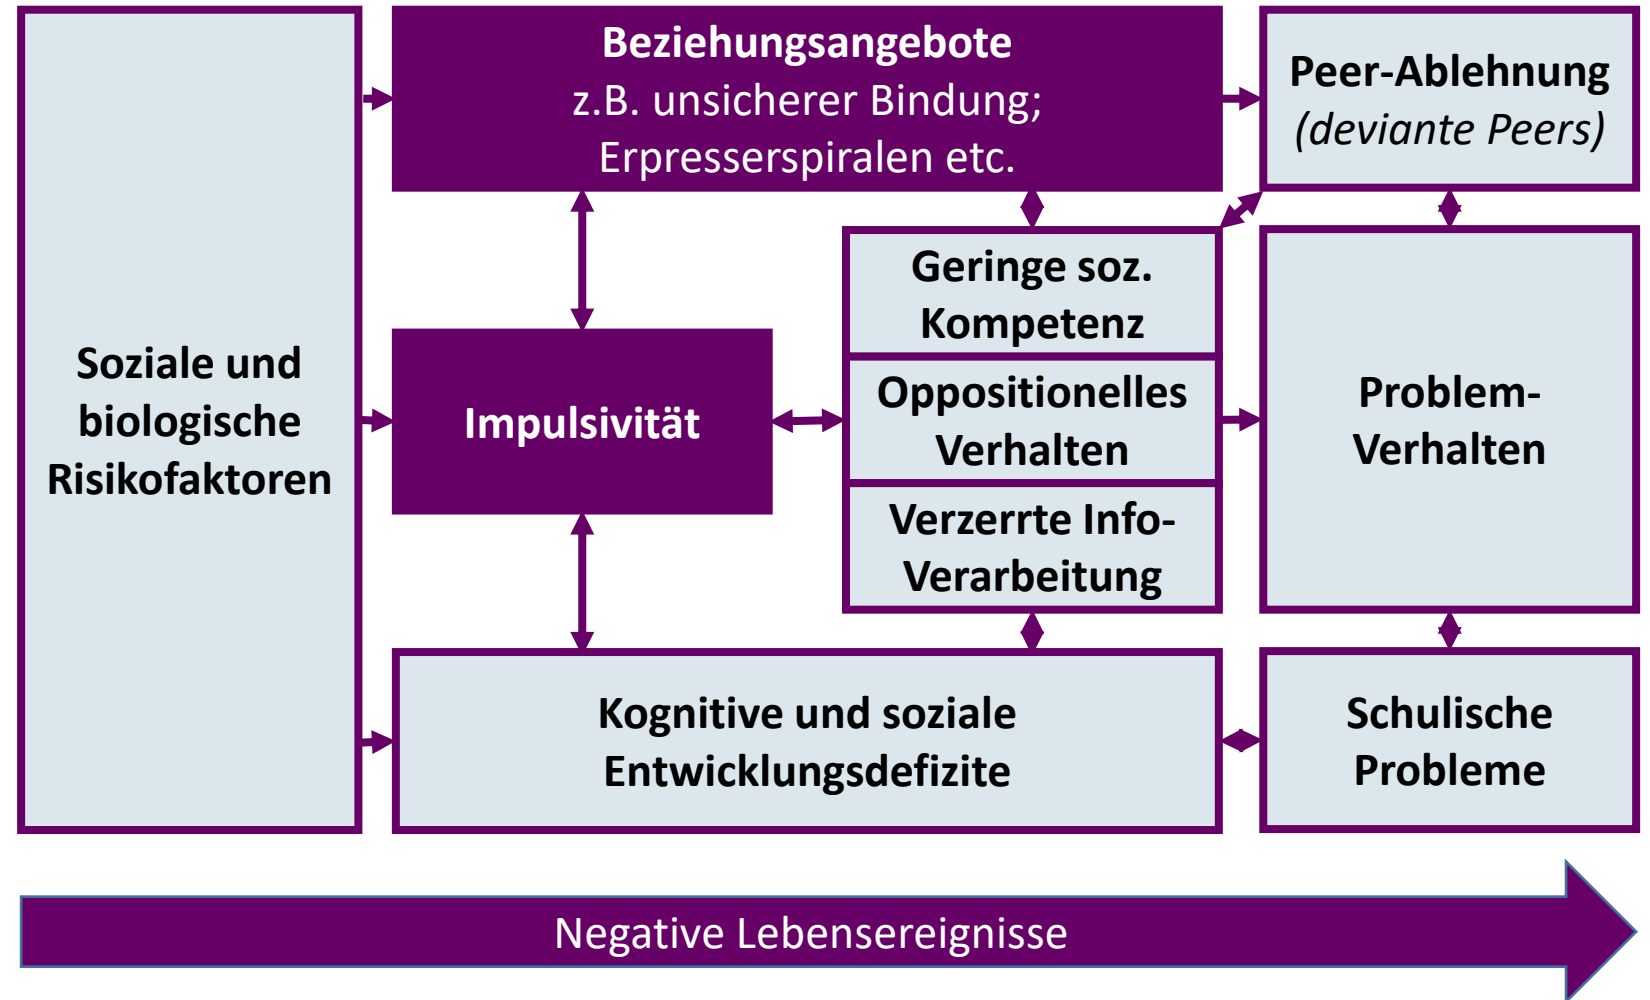 Soziale und
biologische
Risikofaktoren
Beziehungsangebote
z.B. unsicherer Bindung;
Erpresserspiralen etc.
Impulsivität
Geringe soz.
Kompetenz
Oppositionelles
Verhalten
Verzerrte Info-
Verarbeitung
Kognitive und soziale
Entwicklungsdefizite
Peer-Ablehnung
(deviante Peers)
Problem-
Verhalten
Schulische
Probleme
Negative Lebensereignisse